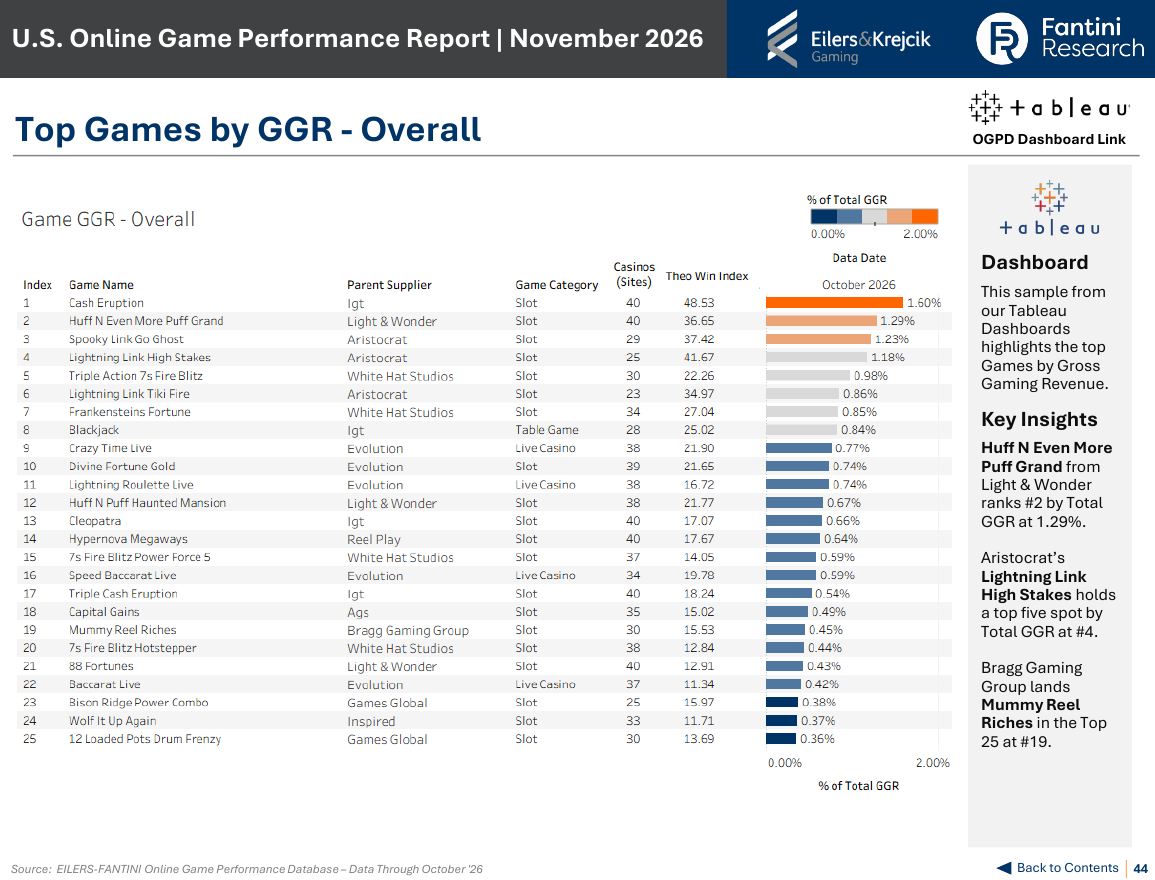 U.S. Online Game Performance Report | November 2026
Eilers&Krejcik
Gaming
Fantini
Research
Top Games by GGR - Overall
+ a b l e a u
OGPD Dashboard Link
Game GGR - Overall
% of Total GGR
0.00% 2.00%
Data Date
Index Game Name Parent Supplier Game Category Casinos (Sites) Theo Win Index October 2026
1 Cash Eruption Igt Slot 40 48.53 1.60%
2 Huff N Even More Puff Grand Light & Wonder Slot 40 36.65 1.29%
3 Spooky Link Go Ghost Aristocrat Slot 29 37.42 1.23%
4 Lightning Link High Stakes Aristocrat Slot 25 41.67 1.18%
5 Triple Action 7s Fire Blitz White Hat Studios Slot 30 22.26 0.98%
6 Lightning Link Tiki Fire Aristocrat Slot 23 34.97 0.86%
7 Frankensteins Fortune White Hat Studios Slot 34 27.04 0.85%
8 Blackjack Igt Table Game 28 25.02 0.84%
9 Crazy Time Live Evolution Live Casino 38 21.90 0.77%
10 Divine Fortune Gold Evolution Slot 39 21.65 0.74%
11 Lightning Roulette Live Evolution Live Casino 38 16.72 0.74%
12 Huff N Puff Haunted Mansion Light & Wonder Slot 38 21.77 0.67%
13 Cleopatra Igt Slot 40 17.07 0.66%
14 Hypernova Megaways Reel Play Slot 40 17.67 0.64%
15 7s Fire Blitz Power Force 5 White Hat Studios Slot 37 14.05 0.59%
16 Speed Baccarat Live Evolution Live Casino 34 19.78 0.59%
17 Triple Cash Eruption Igt Slot 40 18.24 0.54%
18 Capital Gains Ags Slot 35 15.02 0.49%
19 Mummy Reel Riches Bragg Gaming Group Slot 30 15.53 0.45%
20 7s Fire Blitz Hotstepper White Hat Studios Slot 38 12.84 0.44%
21 88 Fortunes Light & Wonder Slot 40 12.91 0.43%
22 Baccarat Live Evolution Live Casino 37 11.34 0.42%
23 Bison Ridge Power Combo Games Global Slot 25 15.97 0.38%
24 Wolf It Up Again Inspired Slot 33 11.71 0.37%
25 12 Loaded Pots Drum Frenzy Games Global Slot 30 13.69 0.36%
0.00% 2.00%
% of Total GGR
+ a b l e a u
Dashboard
This sample from
our Tableau
Dashboards
highlights the top
Games by Gross
Gaming Revenue.
Key Insights
Huff N Even More
Puff Grand from
Light & Wonder
ranks #2 by Total
GGR at 1.29%.
Aristocrat's
Lightning Link
High Stakes holds
a top five spot by
Total GGR at #4.
Bragg Gaming
Group lands
Mummy Reel
Riches in the Top
25 at #19.
Source: EILERS-FANTINI Online Game Performance Database – Data Through October '26
Back to Contents 44